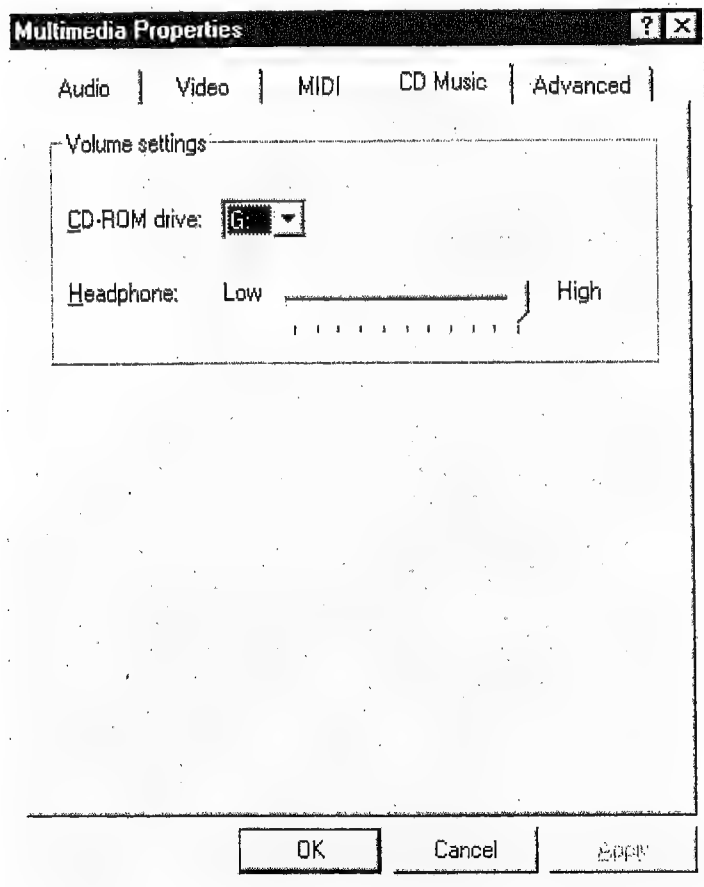 Multimedia Properties ? X
Audio Video MIDI CD Music Advanced
Volume settings
CD-ROM drive: G:
Headphone: Low High
OK Cancel Apply